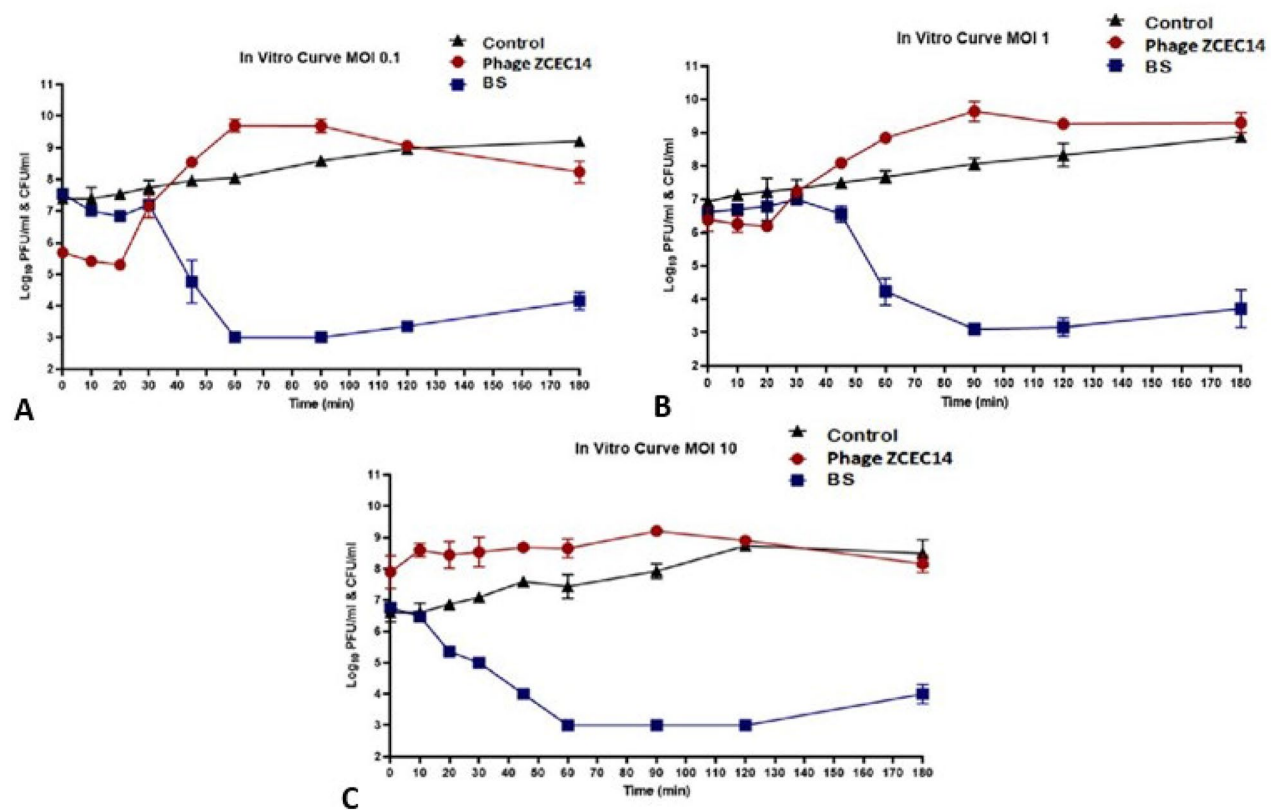 In Vitro Curve MOI 0.1
Control
Phage ZCEC14
BS
Log₁₀ PFU/ml & CFU/ml
11
10
9
8
7
6
5
4
3
2
0 10 20 30 40 50 60 70 80 90 100 110 120 130 140 150 160 170 180
Time (min)
A
In Vitro Curve MOI 1
Control
Phage ZCEC14
BS
Log₁₀ PFU/ml & CFU/ml
11
10
9
8
7
6
5
4
3
2
0 10 20 30 40 50 60 70 80 90 100 110 120 130 140 150 160 170 180
Time (min)
B
In Vitro Curve MOI 10
Control
Phage ZCEC14
BS
Log₁₀ PFU/ml & CFU/ml
11
10
9
8
7
6
5
4
3
2
0 10 20 30 40 50 60 70 80 90 100 110 120 130 140 150 160 170 180
Time (min)
C